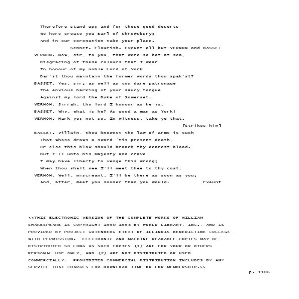 Therefore stand up; and for these good deserts
We here create you Earl of Shrewsbury;
And in our coronation take your place.
Sennet. Flourish. Exeunt all but VERNON and BASSET
VERNON. Now, sir, to you, that were so hot at sea,
Disgracing of these colours that I wear
In honour of my noble Lord of York
Dar'st thou maintain the former words thou spak'st?
BASSET. Yes, sir; as well as you dare patronage
The envious barking of your saucy tongue
Against my lord the Duke of Somerset.
VERNON. Sirrah, thy lord I honour as he is.
BASSET. Why, what is he? As good a man as York!
VERNON. Hark ye: not so. In witness, take ye that.
[Strikes him]
BASSET. Villain, thou knowest the law of arms is such
That whoso draws a sword 'tis present death,
Or else this blow should broach thy dearest blood.
But I'll unto his Majesty and crave
I may have liberty to venge this wrong;
When thou shalt see I'll meet thee to thy cost.
VERNON. Well, miscreant, I'll be there as soon as you;
And, after, meet you sooner than you would. Exeunt
<<THIS ELECTRONIC VERSION OF THE COMPLETE WORKS OF WILLIAM
SHAKESPEARE IS COPYRIGHT 1990-1993 BY WORLD LIBRARY, INC., AND IS
PROVIDED BY PROJECT GUTENBERG ETEXT OF ILLINOIS BENEDICTINE COLLEGE
WITH PERMISSION. ELECTRONIC AND MACHINE READABLE COPIES MAY BE
DISTRIBUTED SO LONG AS SUCH COPIES (1) ARE FOR YOUR OR OTHERS
PERSONAL USE ONLY, AND (2) ARE NOT DISTRIBUTED OR USED
COMMERCIALLY. PROHIBITED COMMERCIAL DISTRIBUTION INCLUDES BY ANY
SERVICE THAT CHARGES FOR DOWNLOAD TIME OR FOR MEMBERSHIP.>>